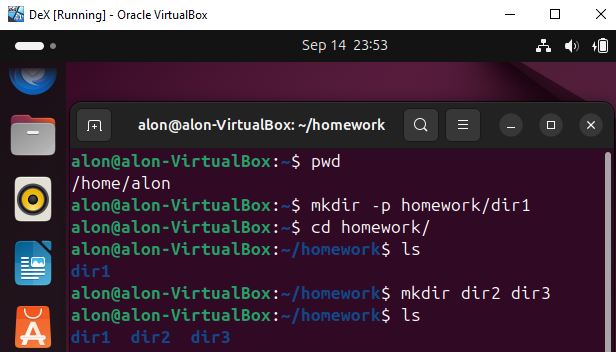 DeX [Running] - Oracle VirtualBox
Sep 14 23:53
alon@alon-VirtualBox: ~/homework
alon@alon-VirtualBox:~$ pwd
/home/alon
alon@alon-VirtualBox:~$ mkdir -p homework/dir1
alon@alon-VirtualBox:~$ cd homework/
alon@alon-VirtualBox:~/homework$ ls
dir1
alon@alon-VirtualBox:~/homework$ mkdir dir2 dir3
alon@alon-VirtualBox:~/homework$ ls
dir1 dir2 dir3